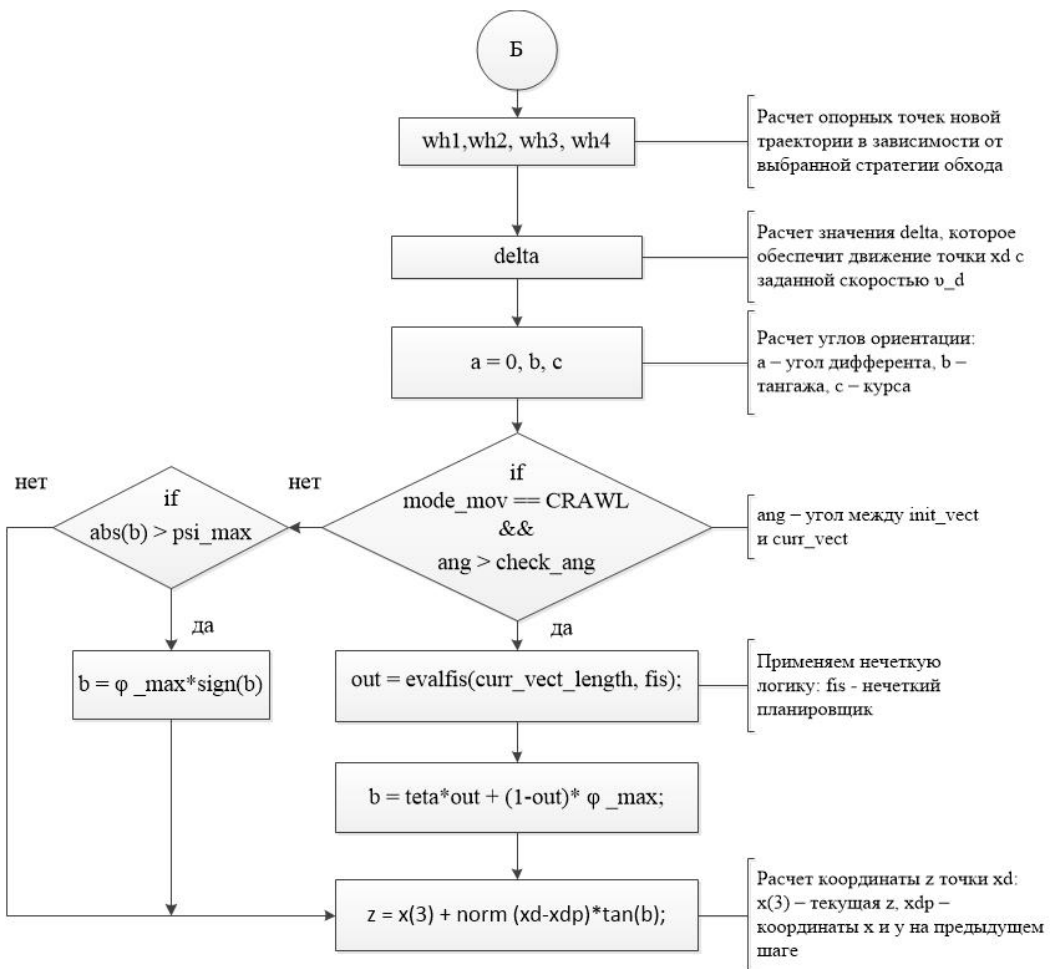 Б
wh1,wh2, wh3, wh4
Расчет опорных точек новой
траектории в зависимости от
выбранной стратегии обхода
delta
Расчет значения delta, которое
обеспечит движение точки xd с
заданной скоростью υ_d
a = 0, b, c
Расчет углов ориентации:
a – угол дифферента, b –
тангажа, c – курса
if
mode_mov == CRAWL
&&
ang > check_ang
ang – угол между init_vect
и curr_vect
нет
if
abs(b) > psi_max
нет
да
b = φ _max*sign(b)
да
out = evalfis(curr_vect_length, fis);
Применяем нечеткую
логику: fis - нечеткий
планировщик
b = teta*out + (1-out)* φ _max;
z = x(3) + norm (xd-xdp)*tan(b);
Расчет координаты z точки xd:
x(3) – текущая z, xdp –
координаты x и y на предыдущем
шаге